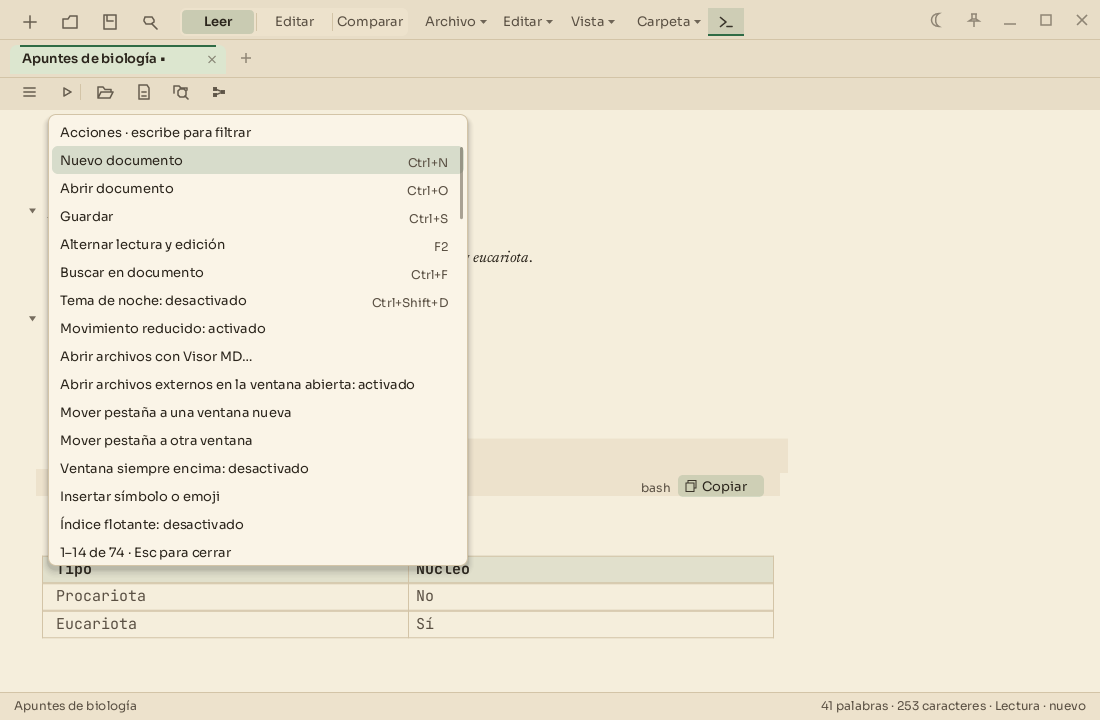 Leer Editar Comparar Archivo Editar Vista Carpeta
Apuntes de biología •
Acciones · escribe para filtrar
Nuevo documento Ctrl+N
Abrir documento Ctrl+O
Guardar Ctrl+S
Alternar lectura y edición F2
y eucariota.
Buscar en documento Ctrl+F
Tema de noche: desactivado Ctrl+Shift+D
Movimiento reducido: activado
Abrir archivos con Visor MD...
Abrir archivos externos en la ventana abierta: activado
Mover pestaña a una ventana nueva
Mover pestaña a otra ventana
Ventana siempre encima: desactivado
bash Copiar
Insertar símbolo o emoji
Índice flotante: desactivado
1–14 de 74 · Esc para cerrar
Tipo Núcleo
Procariota No
Eucariota Sí
Apuntes de biología 41 palabras · 253 caracteres · Lectura · nuevo